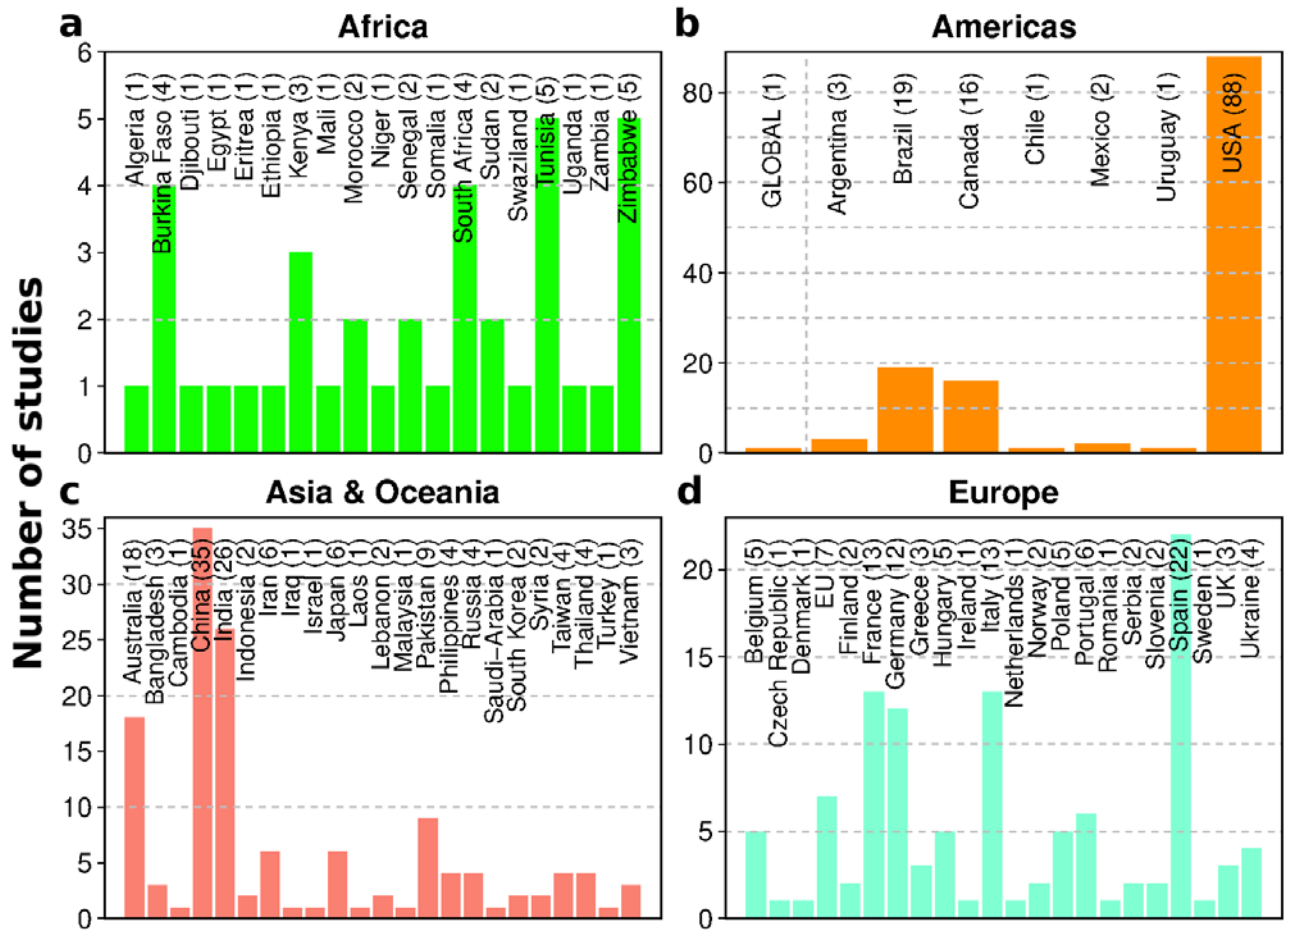 Number of studies
a
Africa
6
5
4
3
2
1
0
Algeria (1)
Burkina Faso (4)
Djibouti (1)
Egypt (1)
Eritrea (1)
Ethiopia (1)
Kenya (3)
Mali (1)
Morocco (2)
Niger (1)
Senegal (2)
Somalia (1)
South Africa (4)
Sudan (2)
Swaziland (1)
Tunisia (5)
Uganda (1)
Zambia (1)
Zimbabwe (5)
b
Americas
80
60
40
20
0
GLOBAL (1)
Argentina (3)
Brazil (19)
Canada (16)
Chile (1)
Mexico (2)
Uruguay (1)
USA (88)
c
Asia & Oceania
35
30
25
20
15
10
5
0
Australia (18)
Bangladesh (3)
Cambodia (1)
China (35)
India (26)
Indonesia (2)
Iran (6)
Iraq (1)
Israel (1)
Japan (6)
Laos (1)
Lebanon (2)
Malaysia (1)
Pakistan (9)
Philippines (4)
Russia (4)
Saudi−Arabia (1)
South Korea (2)
Syria (2)
Taiwan (4)
Thailand (4)
Turkey (1)
Vietnam (3)
d
Europe
20
15
10
5
0
Belgium (5)
Czech Republic (1)
Denmark (1)
EU (7)
Finland (2)
France (13)
Germany (12)
Greece (3)
Hungary (5)
Ireland (1)
Italy (13)
Netherlands (1)
Norway (2)
Poland (5)
Portugal (6)
Romania (1)
Serbia (2)
Slovenia (2)
Spain (22)
Sweden (1)
UK (3)
Ukraine (4)